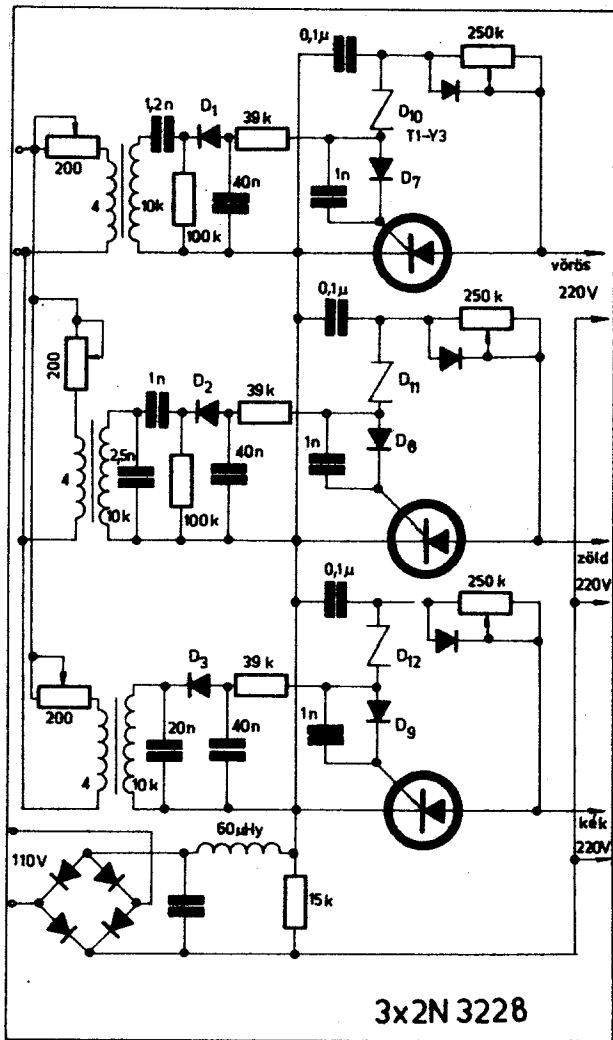 0,1µ
250k
1,2n
D1
39k
D10
T1-Y3
200
4
10k
100k
40n
1n
D7
vörös
220V
0,1µ
250k
200
1n
D2
39k
D11
4
2,5n
10k
100k
40n
1n
D8
zöld
220V
0,1µ
250k
D3
39k
D12
200
4
10k
20n
40n
1n
D9
kék
220V
110V
60µHy
15k
3x2N 3228